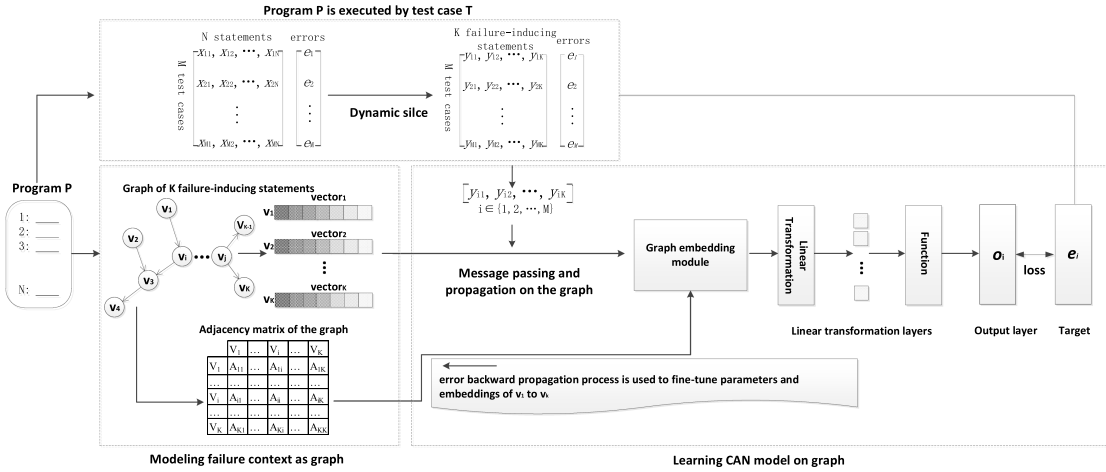 Program P is executed by test case T
N statements errors
M test cases
x11, x12, ⋯, x1N e1
x21, x22, ⋯, x2N e2
xM1, xM2, ⋯, xMN eM
Dynamic silce
K failure-inducing
statements errors
M test cases
y11, y12, ⋯, y1K eI
y21, y22, ⋯, y2K e2
yM1, yM2, ⋯, yMK eM
Program P
1:
2:
3:
N:
Graph of K failure-inducing statements
v1
v2
v3
v4
vi
vj
VK-1
vK
v1 vector1
v2 vector2
vK vectorK
Adjacency matrix of the graph
V1 … Vi … VK
V1 A11 … A1i … A1K
… … … … … …
Vi Ai1 … Aii … AiK
… … … … … …
VK AK1 … AKi … AKK
Modeling failure context as graph
[yi1, yi2, ⋯, yiK]
i∈{1, 2, ⋯, M}
Message passing and
propagation on the graph
Graph embedding
module
Linear
Transformation
Function
Linear transformation layers
oi
Output layer
loss
ei
Target
error backward propagation process is used to fine-tune parameters and
embeddings of v1 to vk
Learning CAN model on graph